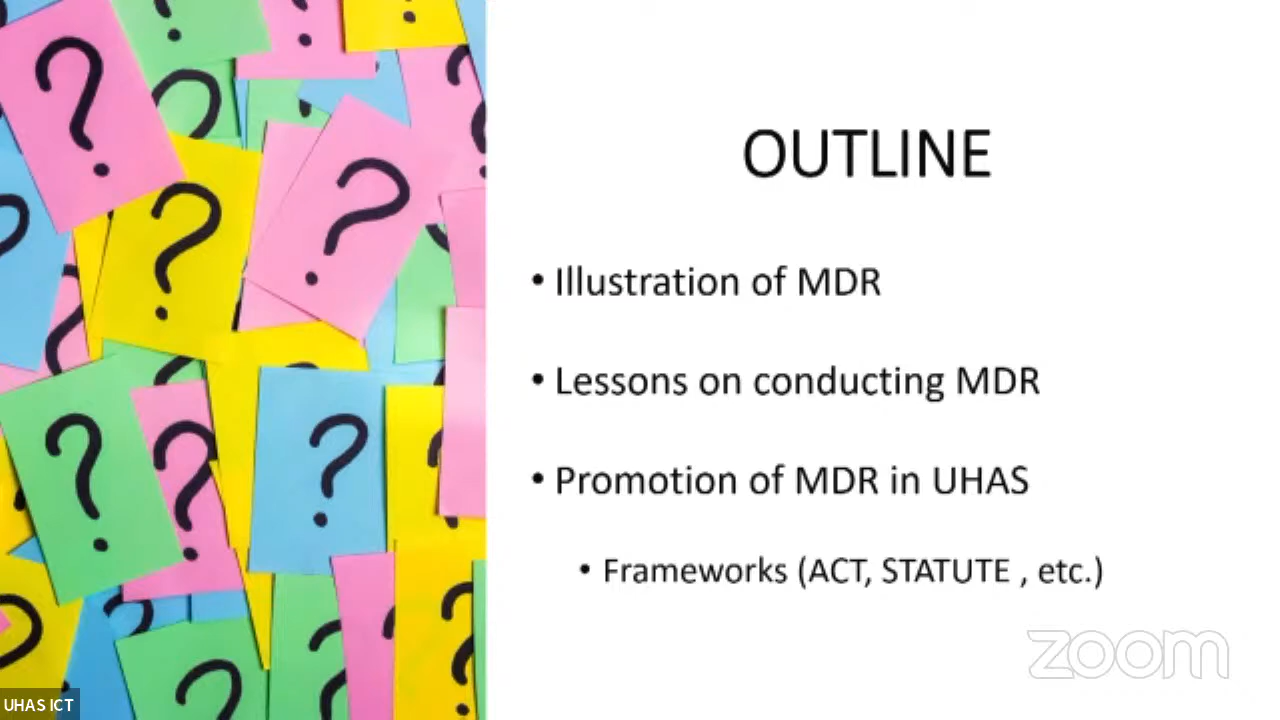 OUTLINE
• Illustration of MDR
• Lessons on conducting MDR
• Promotion of MDR in UHAS
• Frameworks (ACT, STATUTE , etc.)
zoom
UHAS ICT